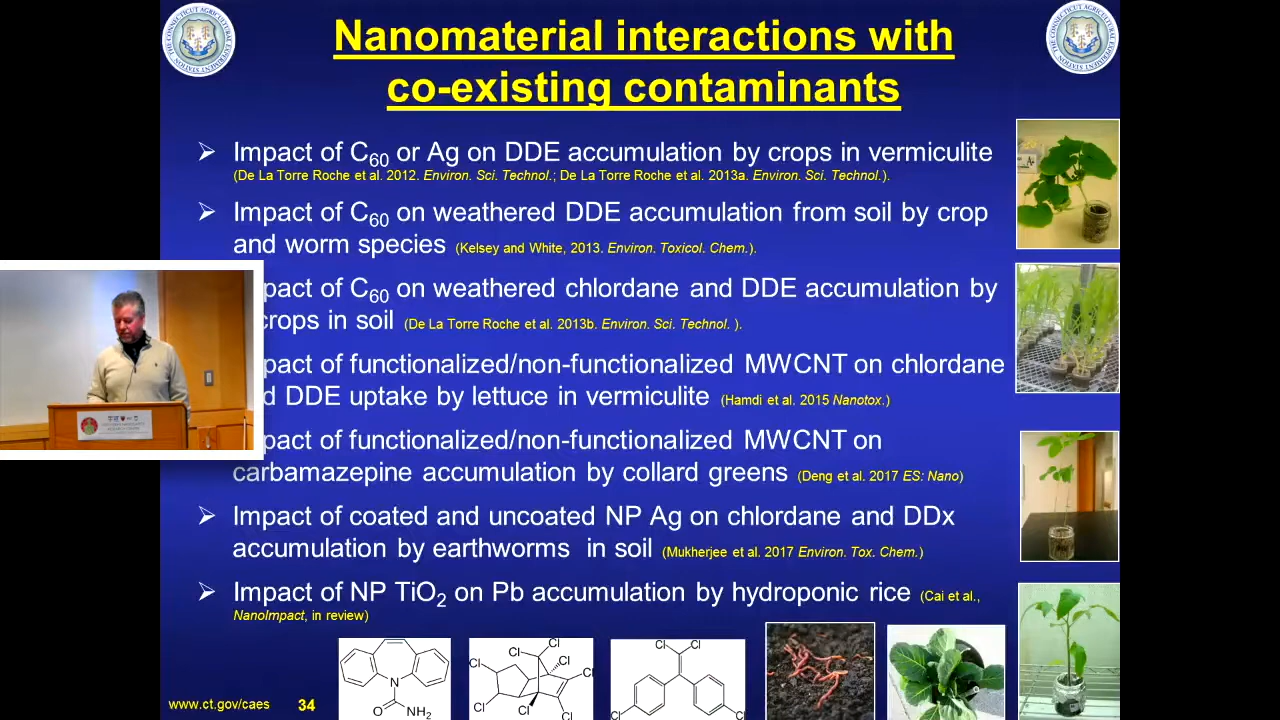 Nanomaterial interactions with
co-existing contaminants
➢ Impact of C60 or Ag on DDE accumulation by crops in vermiculite
(De La Torre Roche et al. 2012. Environ. Sci. Technol.; De La Torre Roche et al. 2013a. Environ. Sci. Technol.).
➢ Impact of C60 on weathered DDE accumulation from soil by crop
and worm species (Kelsey and White, 2013. Environ. Toxicol. Chem.).
pact of C60 on weathered chlordane and DDE accumulation by
crops in soil (De La Torre Roche et al. 2013b. Environ. Sci. Technol. ).
pact of functionalized/non-functionalized MWCNT on chlordane
d DDE uptake by lettuce in vermiculite (Hamdi et al. 2015 Nanotox.)
pact of functionalized/non-functionalized MWCNT on
carbamazepine accumulation by collard greens (Deng et al. 2017 ES: Nano)
➢ Impact of coated and uncoated NP Ag on chlordane and DDx
accumulation by earthworms in soil (Mukherjee et al. 2017 Environ. Tox. Chem.)
➢ Impact of NP TiO2 on Pb accumulation by hydroponic rice (Cai et al.,
NanoImpact, in review)
N
O NH2
Cl Cl Cl Cl Cl Cl Cl Cl
Cl Cl
Cl Cl
www.ct.gov/caes 34